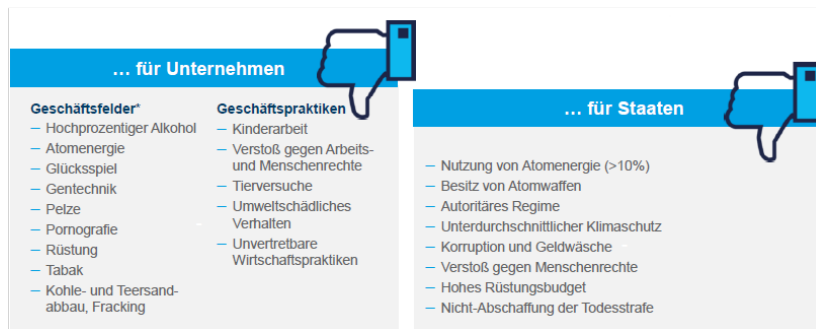 ... für Unternehmen
Geschäftsfelder*
– Hochprozentiger Alkohol
– Atomenergie
– Glücksspiel
– Gentechnik
– Pelze
– Pornografie
– Rüstung
– Tabak
– Kohle- und Teersand-
abbau, Fracking
Geschäftspraktiken
– Kinderarbeit
– Verstoß gegen Arbeits-
und Menschenrechte
– Tierversuche
– Umweltschädliches
Verhalten
– Unvertretbare
Wirtschaftspraktiken
... für Staaten
– Nutzung von Atomenergie (>10%)
– Besitz von Atomwaffen
– Autoritäres Regime
– Unterdurchschnittlicher Klimaschutz
– Korruption und Geldwäsche
– Verstoß gegen Menschenrechte
– Hohes Rüstungsbudget
– Nicht-Abschaffung der Todesstrafe